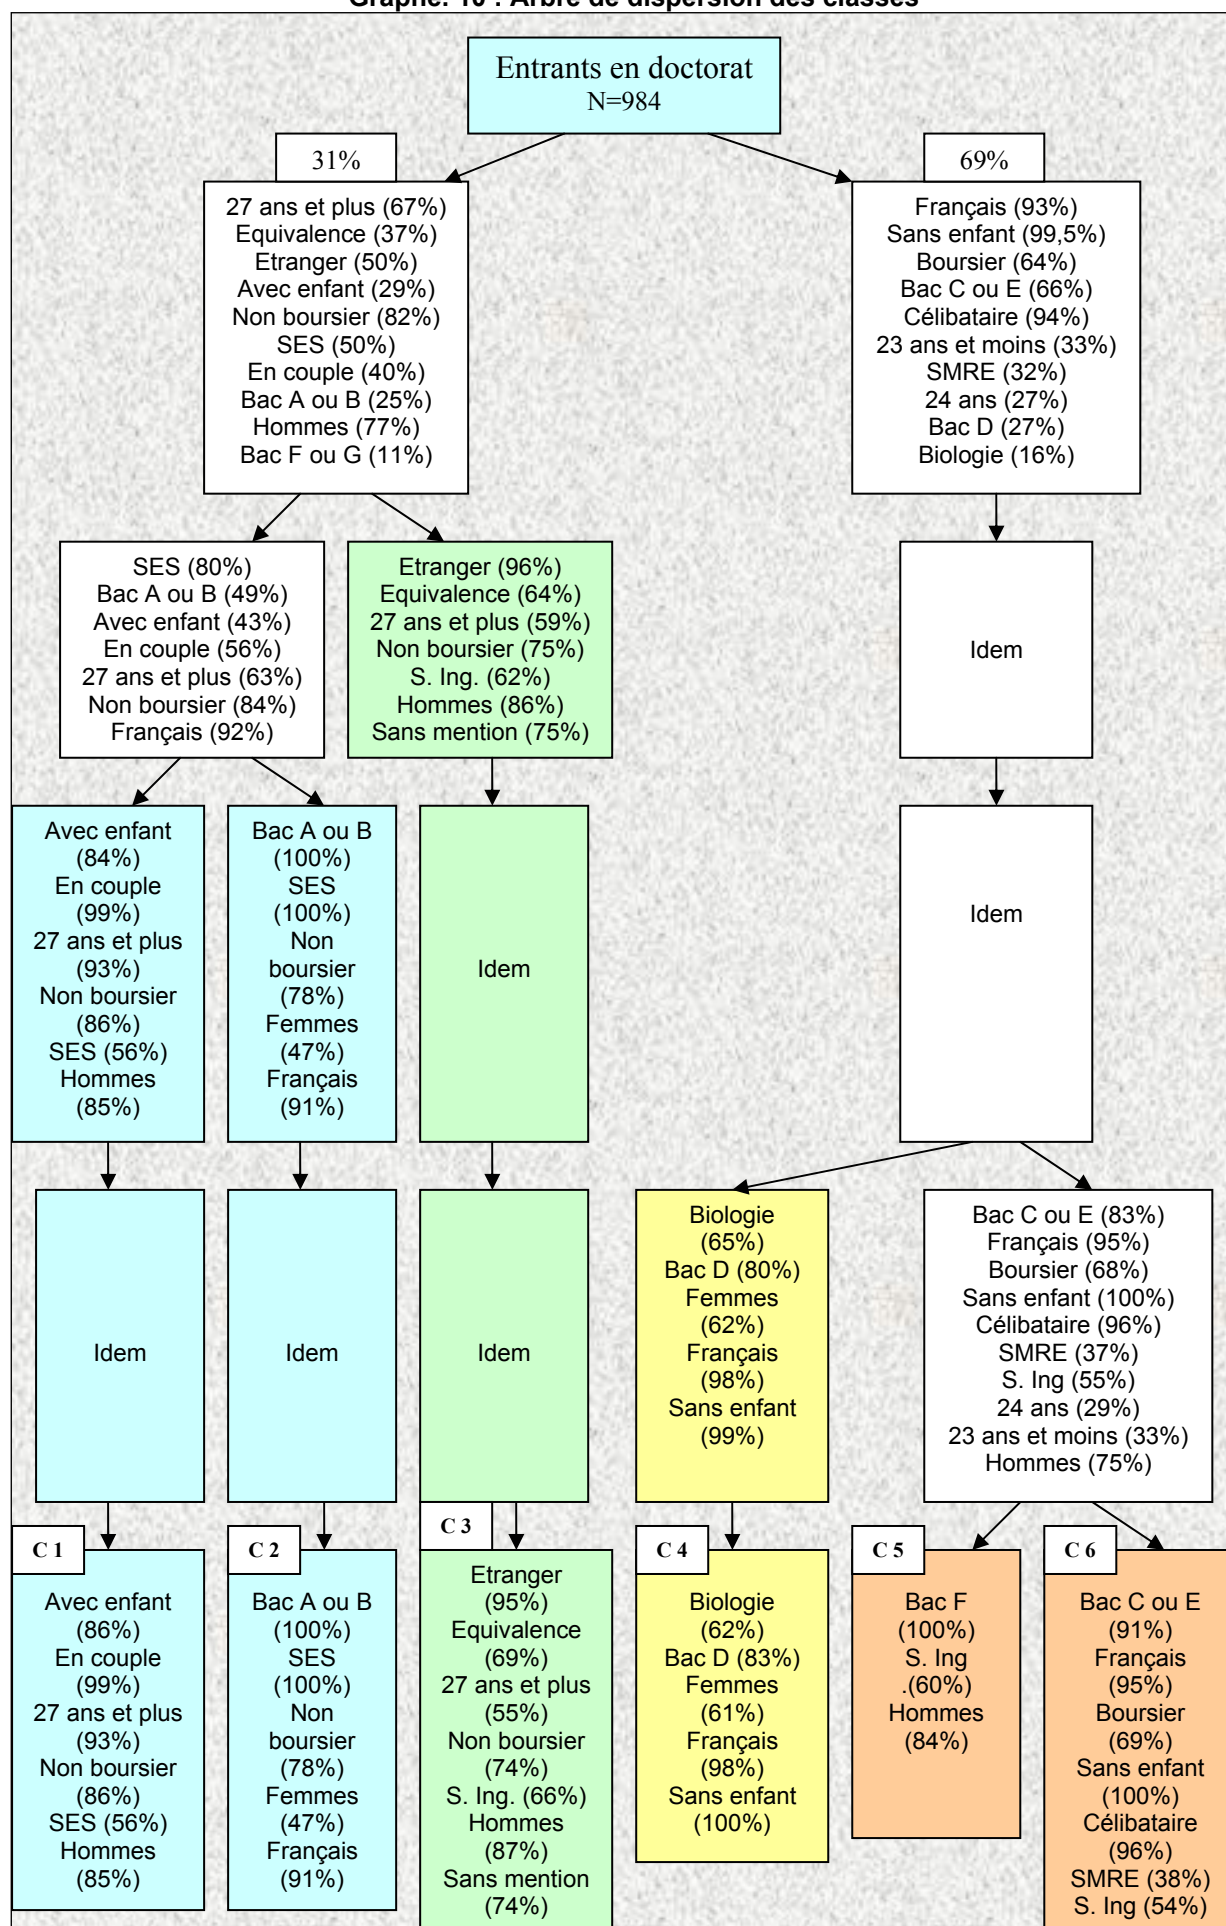 Graphe. 10 : Arbre de dispersion des classes
Entrants en doctorat
N=984
31%
27 ans et plus (67%)
Equivalence (37%)
Etranger (50%)
Avec enfant (29%)
Non boursier (82%)
SES (50%)
En couple (40%)
Bac A ou B (25%)
Hommes (77%)
Bac F ou G (11%)
69%
Français (93%)
Sans enfant (99,5%)
Boursier (64%)
Bac C ou E (66%)
Célibataire (94%)
23 ans et moins (33%)
SMRE (32%)
24 ans (27%)
Bac D (27%)
Biologie (16%)
SES (80%)
Bac A ou B (49%)
Avec enfant (43%)
En couple (56%)
27 ans et plus (63%)
Non boursier (84%)
Français (92%)
Etranger (96%)
Equivalence (64%)
27 ans et plus (59%)
Non boursier (75%)
S. Ing. (62%)
Hommes (86%)
Sans mention (75%)
Idem
Avec enfant
(84%)
En couple
(99%)
27 ans et plus
(93%)
Non boursier
(86%)
SES (56%)
Hommes
(85%)
Bac A ou B
(100%)
SES
(100%)
Non
boursier
(78%)
Femmes
(47%)
Français
(91%)
Idem
Idem
Idem
Idem
Idem
Biologie
(65%)
Bac D (80%)
Femmes
(62%)
Français
(98%)
Sans enfant
(99%)
Bac C ou E (83%)
Français (95%)
Boursier (68%)
Sans enfant (100%)
Célibataire (96%)
SMRE (37%)
S. Ing (55%)
24 ans (29%)
23 ans et moins (33%)
Hommes (75%)
C 1
Avec enfant
(86%)
En couple
(99%)
27 ans et plus
(93%)
Non boursier
(86%)
SES (56%)
Hommes
(85%)
C 2
Bac A ou B
(100%)
SES
(100%)
Non
boursier
(78%)
Femmes
(47%)
Français
(91%)
C 3
Etranger
(95%)
Equivalence
(69%)
27 ans et plus
(55%)
Non boursier
(74%)
S. Ing. (66%)
Hommes
(87%)
Sans mention
(74%)
C 4
Biologie
(62%)
Bac D (83%)
Femmes
(61%)
Français
(98%)
Sans enfant
(100%)
C 5
Bac F
(100%)
S. Ing
.(60%)
Hommes
(84%)
C 6
Bac C ou E
(91%)
Français
(95%)
Boursier
(69%)
Sans enfant
(100%)
Célibataire
(96%)
SMRE (38%)
S. Ing (54%)